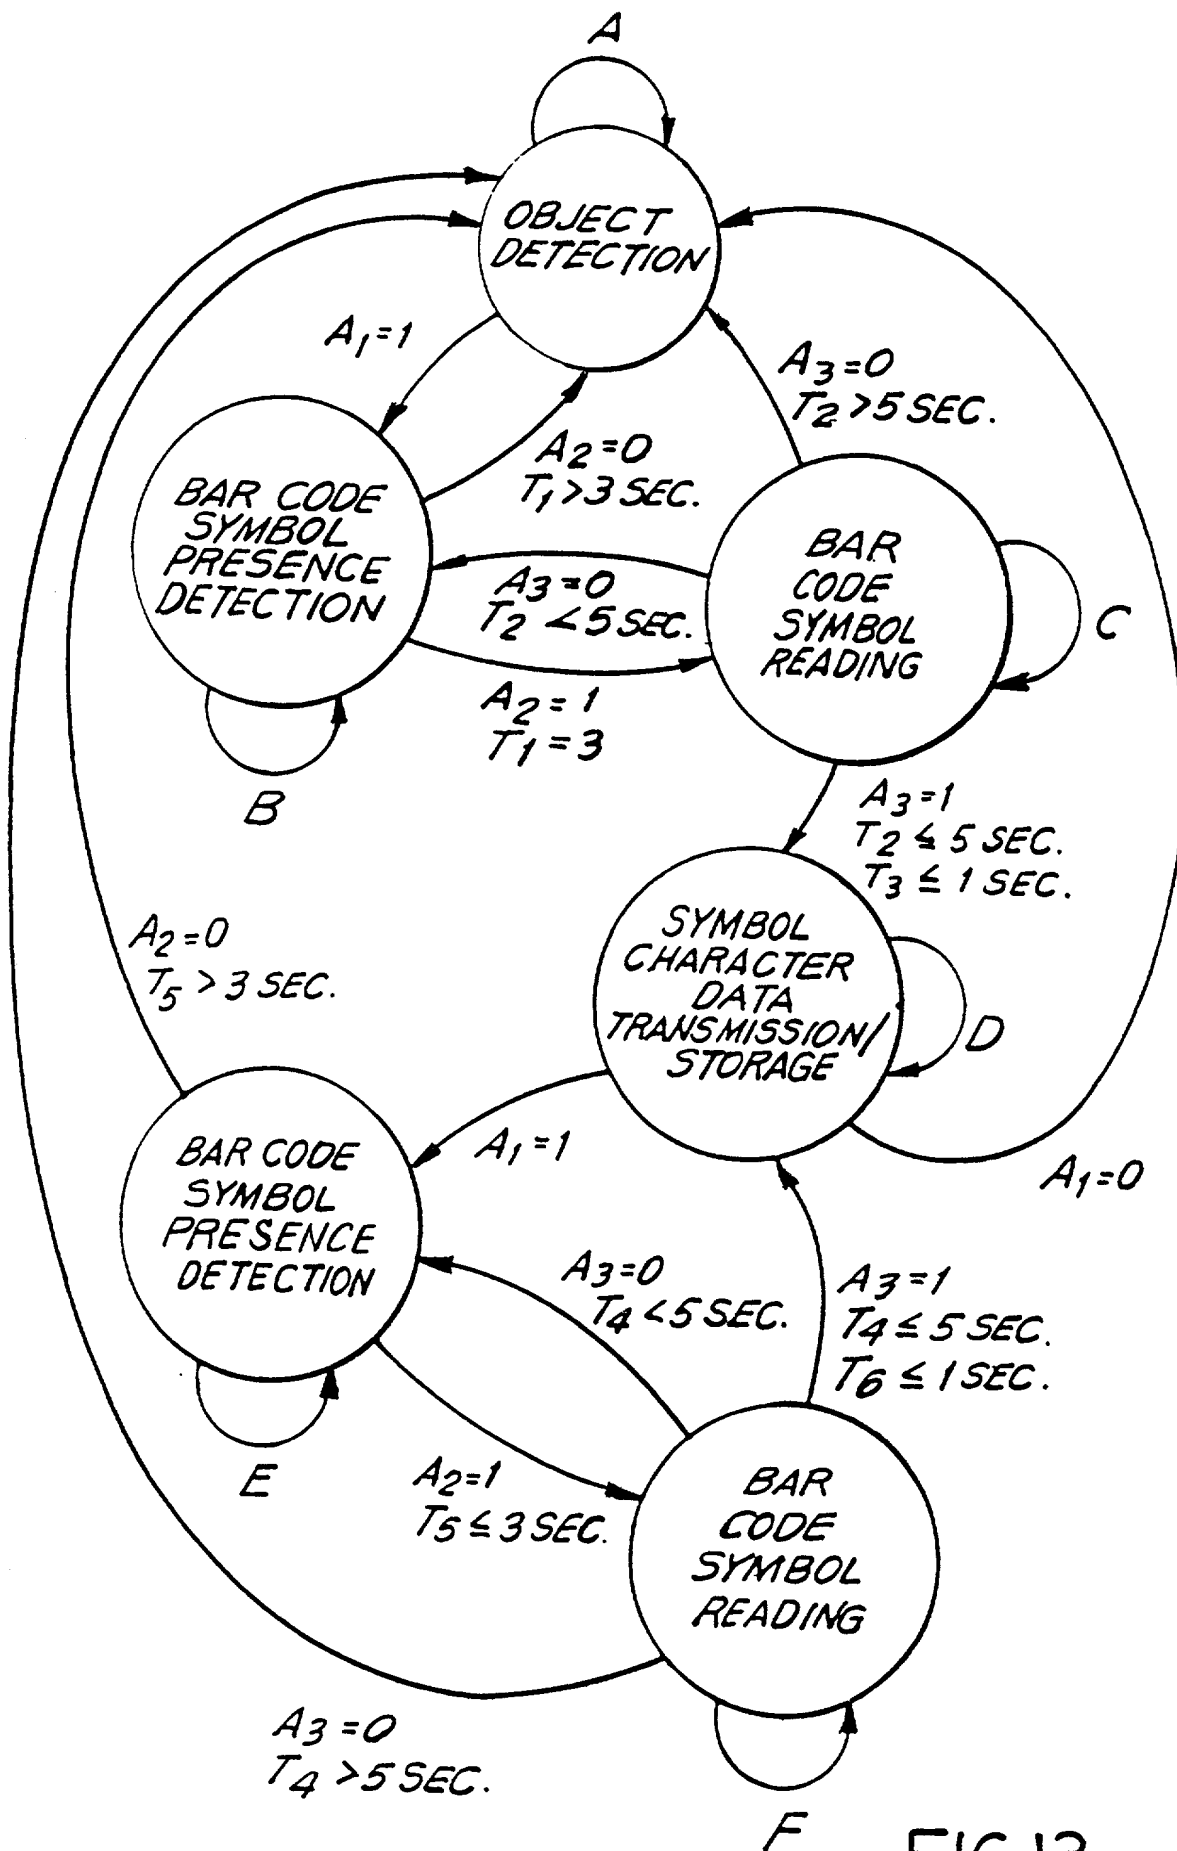 A
OBJECT
DETECTION
A1=1
A3=0
T2>5 SEC.
A2=0
T1>3 SEC.
BAR CODE
SYMBOL
PRESENCE
DETECTION
BAR
CODE
SYMBOL
READING
A3=0
T2<5 SEC.
C
A2=1
T1=3
B
A3=1
T2≤5 SEC.
T3≤1 SEC.
SYMBOL
CHARACTER
DATA
TRANSMISSION/
STORAGE
D
A2=0
T5>3 SEC.
A1=1
A1=0
BAR CODE
SYMBOL
PRESENCE
DETECTION
A3=0
T4<5 SEC.
A3=1
T4≤5 SEC.
T6≤1 SEC.
E
A2=1
T5≤3 SEC.
BAR
CODE
SYMBOL
READING
A3=0
T4>5 SEC.
F